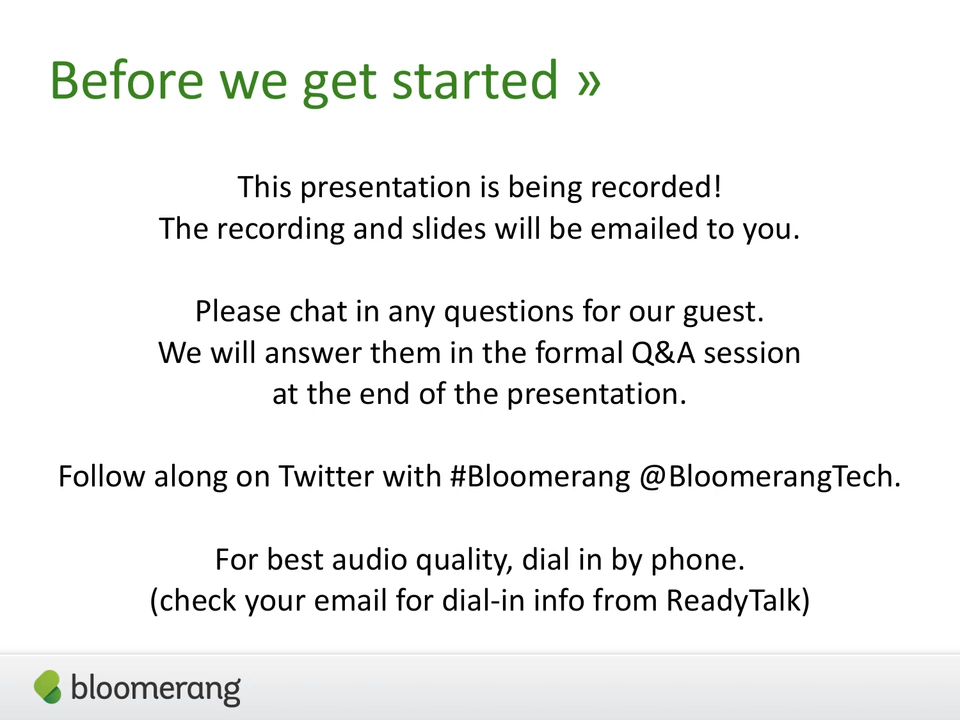 Before we get started »
This presentation is being recorded!
The recording and slides will be emailed to you.
Please chat in any questions for our guest.
We will answer them in the formal Q&A session
at the end of the presentation.
Follow along on Twitter with #Bloomerang @BloomerangTech.
For best audio quality, dial in by phone.
(check your email for dial-in info from ReadyTalk)
bloomerang